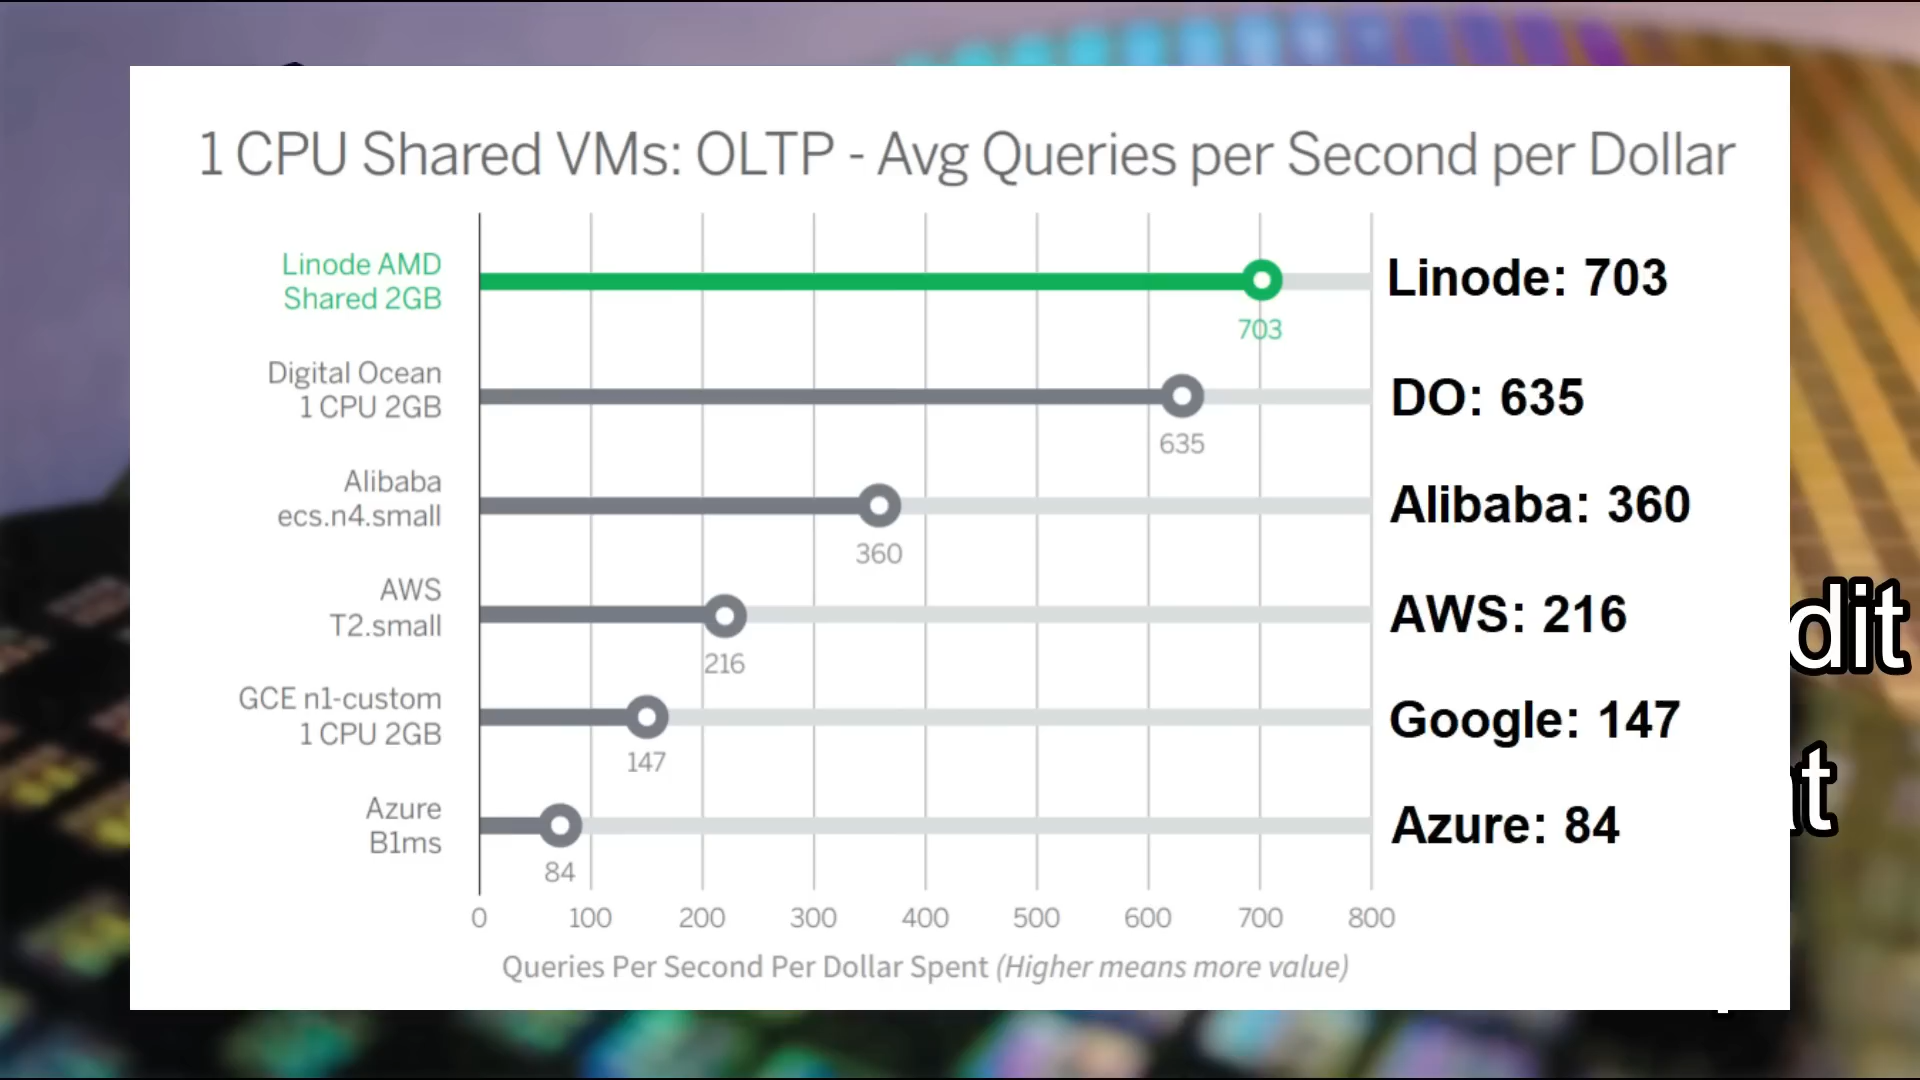 1 CPU Shared VMs: OLTP - Avg Queries per Second per Dollar
Linode AMD
Shared 2GB
703
Linode: 703
Digital Ocean
1 CPU 2GB
635
DO: 635
Alibaba
ecs.n4.small
360
Alibaba: 360
AWS
T2.small
216
AWS: 216
GCE n1-custom
1 CPU 2GB
147
Google: 147
Azure
B1ms
84
Azure: 84
0 100 200 300 400 500 600 700 800
Queries Per Second Per Dollar Spent (Higher means more value)
dit